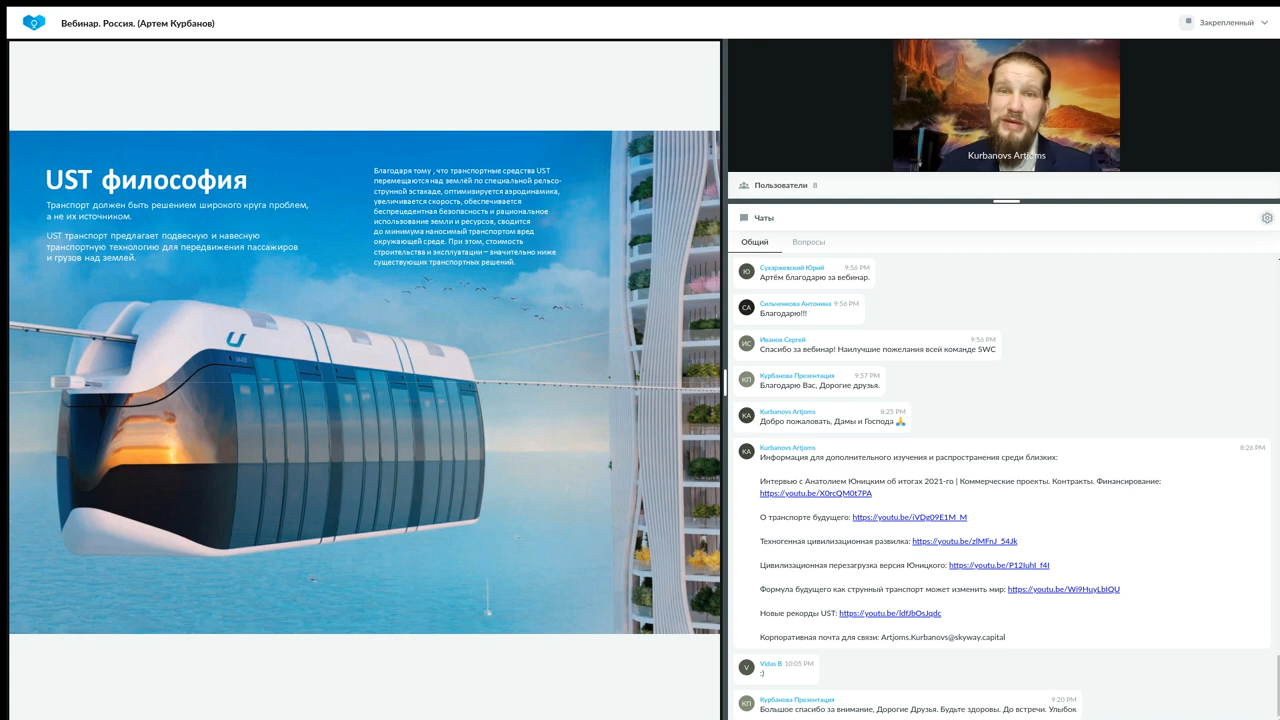 Вебинар. Россия. (Артем Курбанов)
Закрепленный
UST философия
Транспорт должен быть решением широкого круга проблем,
а не их источником.
UST транспорт предлагает подвесную и навесную
транспортную технологию для передвижения пассажиров
и грузов над землей.
Благодаря тому , что транспортные средства UST
перемещаются над землёй по специальной рельсо-
струнной эстакаде, оптимизируется аэродинамика,
увеличивается скорость, обеспечивается
беспрецедентная безопасность и рациональное
использование земли и ресурсов, сводится
до минимума наносимый транспортом вред
окружающей среде. При этом, стоимость
строительства и эксплуатации – значительно ниже
существующих транспортных решений.
Kurbanovs Artjoms
Пользователи 8
Чаты
Общий Вопросы
Ю Сухаржевский Юрий 9:56 PM
Артём благодарю за вебинар.
СА Сильченкова Антонина 9:56 PM
Благодарю!!!
ИС Иванов Сергей 9:56 PM
Спасибо за вебинар! Наилучшие пожелания всей команде SWC
КП Курбанова Презентация 9:57 PM
Благодарю Вас, Дорогие друзья.
KA Kurbanovs Artjoms 8:25 PM
Добро пожаловать, Дамы и Господа 🙏
KA Kurbanovs Artjoms 8:26 PM
Информация для дополнительного изучения и распространения среди близких:
Интервью с Анатолием Юницким об итогах 2021-го | Коммерческие проекты. Контракты. Финансирование:
https://youtu.be/X0rcQM0t7PA
О транспорте будущего: https://youtu.be/iVDg09E1M_M
Техногенная цивилизационная развилка: https://youtu.be/zlMFnJ_54Jk
Цивилизационная перезагрузка версия Юницкого: https://youtu.be/P12Iuhl_f4I
Формула будущего как струнный транспорт может изменить мир: https://youtu.be/Wi9HuyLbIQU
Новые рекорды UST: https://youtu.be/ldfJbOsJqdc
Корпоративная почта для связи: Artjoms.Kurbanovs@skyway.capital
V Vidas B 10:05 PM
:)
КП Курбанова Презентация 9:20 PM
Большое спасибо за внимание, Дорогие Друзья. Будьте здоровы. До встречи. Улыбок